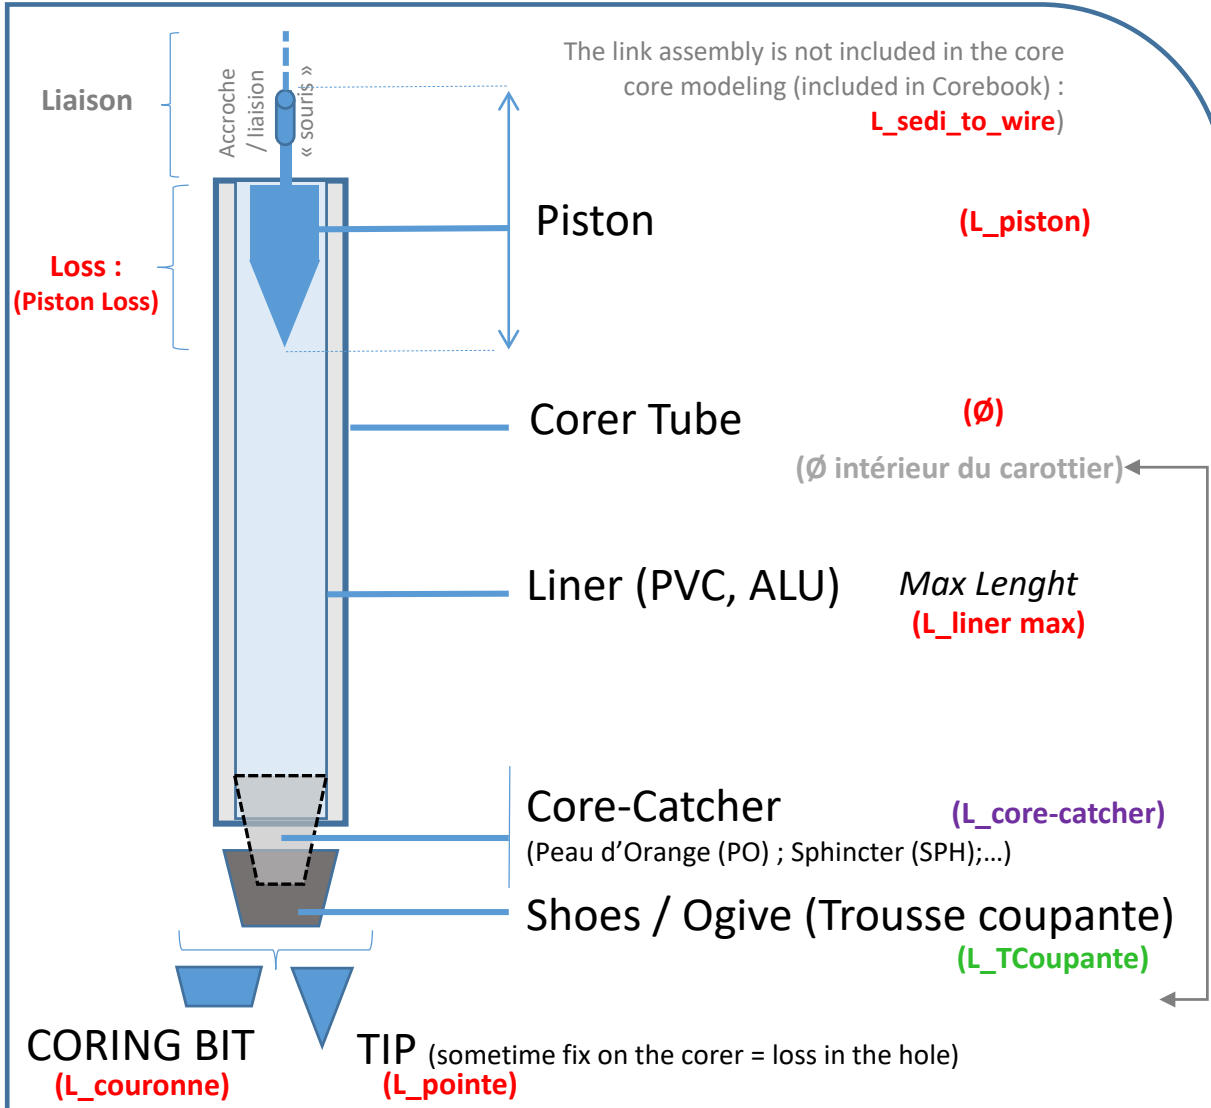 The link assembly is not included in the core
core modeling (included in Corebook) :
L_sedi_to_wire)
Liaison
Accroche
/ liaision
« souris »
Piston
(L_piston)
Loss :
(Piston Loss)
Corer Tube
(Ø)
(Ø intérieur du carottier)
Liner (PVC, ALU)
Max Lenght
(L_liner max)
Core-Catcher
(L_core-catcher)
(Peau d'Orange (PO) ; Sphincter (SPH);...)
Shoes / Ogive (Trousse coupante)
(L_TCoupante)
CORING BIT
(L_couronne)
TIP (sometime fix on the corer = loss in the hole)
(L_pointe)